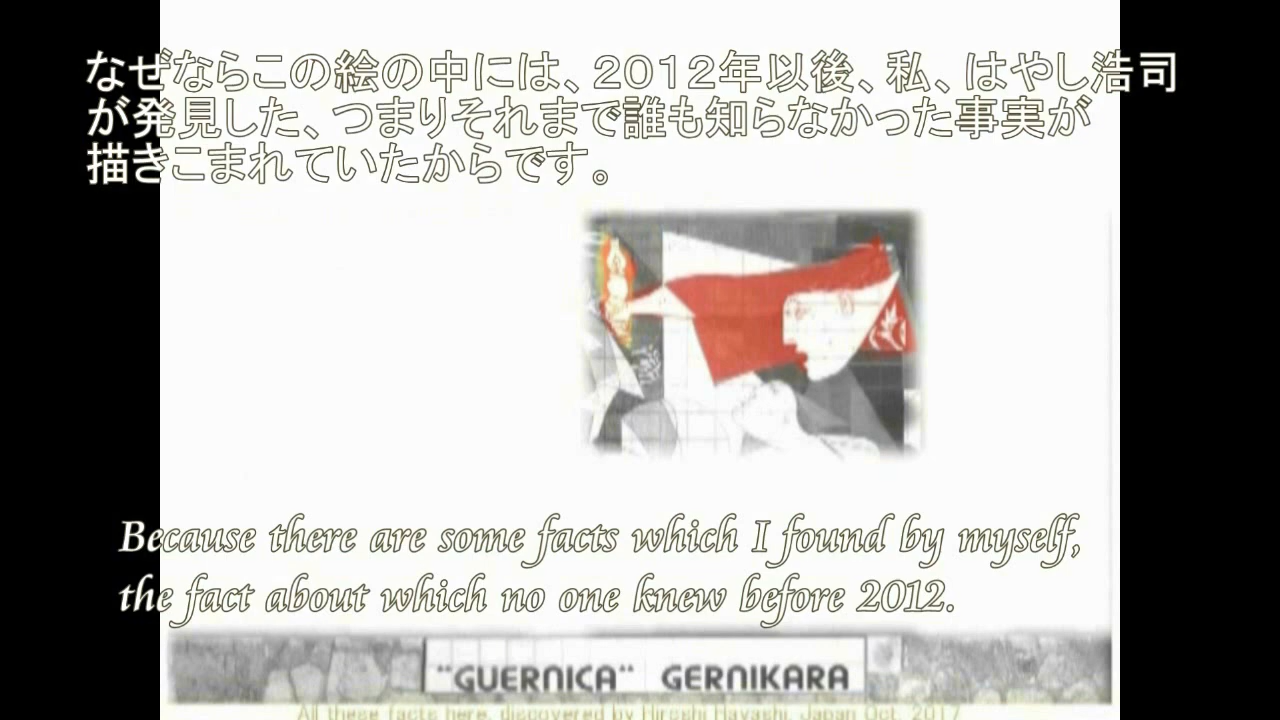 なぜならこの絵の中には、２０１２年以後、私、はやし浩司
が発見した、つまりそれまで誰も知らなかった事実が
描きこまれていたからです。
Because there are some facts which I found by myself,
the fact about which no one knew before 2012.
"GUERNICA" GERNIKARA
All these facts here, discovered by Hiroshi Hayashi, Japan Oct. 2017